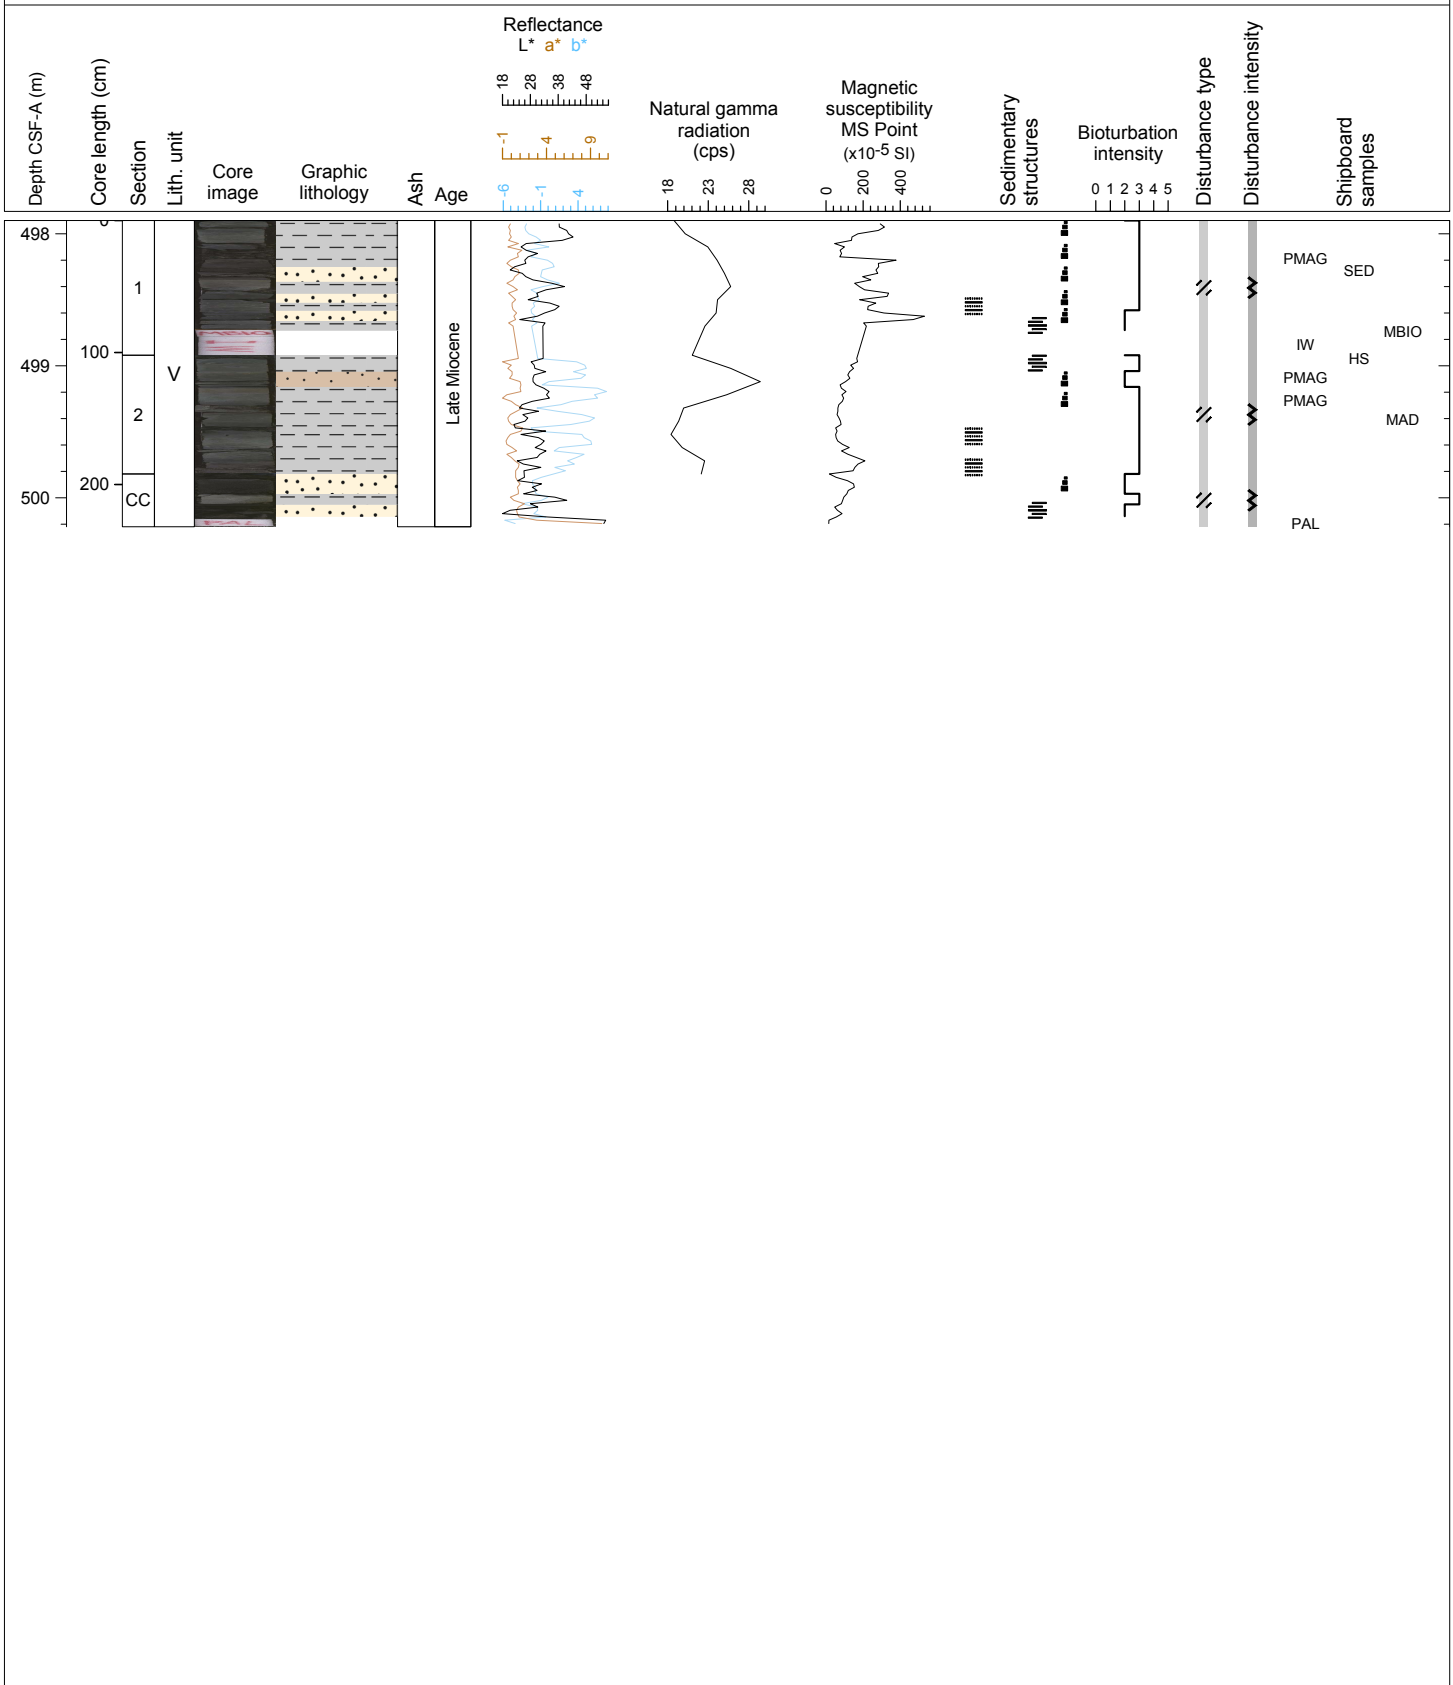 Depth CSF-A (m)
Core length (cm)
Section
Lith. unit
Core
image
Graphic
lithology
Ash
Age
Reflectance
L* a* b*
18 28 38 48
-1 4 9
-6 -1 4
Natural gamma
radiation
(cps)
18 23 28
Magnetic
susceptibility
MS Point
(x10-5 SI)
0 200 400
Sedimentary
structures
Bioturbation
intensity
0 1 2 3 4 5
Disturbance type
Disturbance intensity
Shipboard
samples
498
499
500
0
100
200
1
2
CC
V
Late Miocene
PMAG
SED
MBIO
IW
HS
PMAG
PMAG
MAD
PAL
PAL